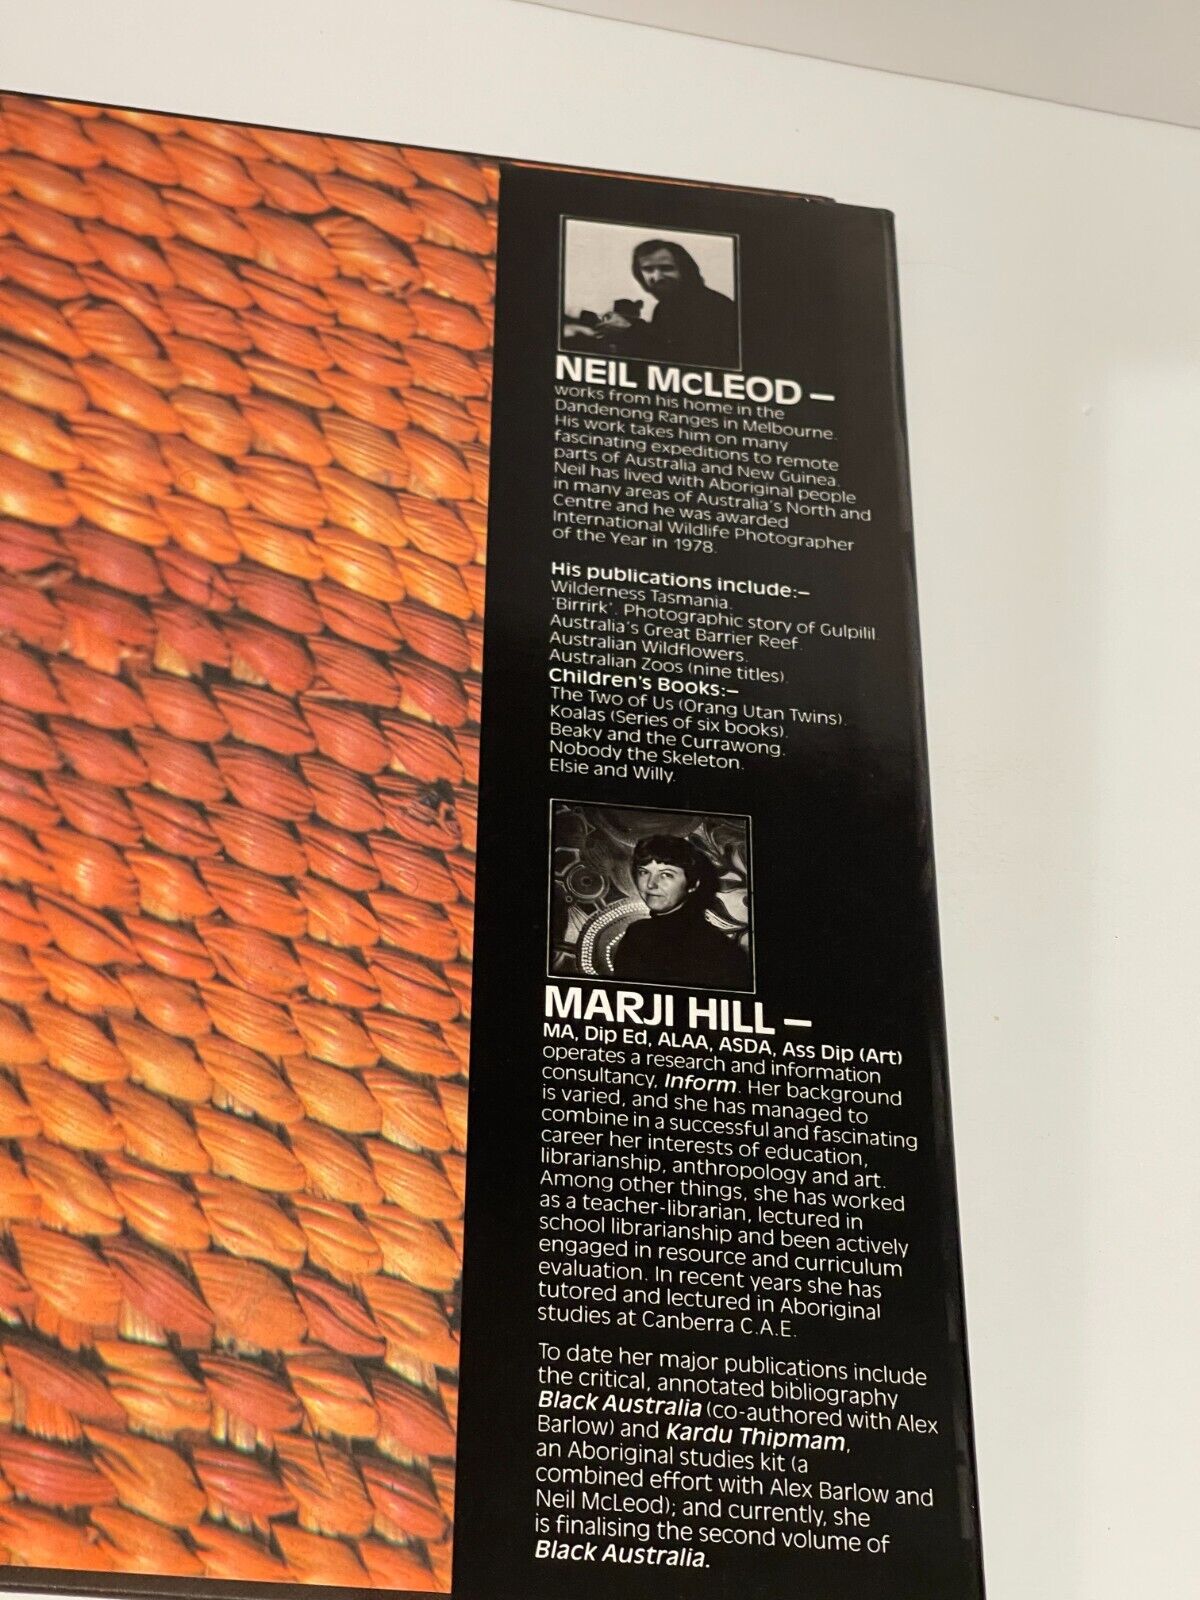 NEIL McLEOD –
works from his home in the
Dandenong Ranges in Melbourne.
His work takes him on many
fascinating expeditions to remote
parts of Australia and New Guinea.
Neil has lived with Aboriginal people
in many areas of Australia's North and
Centre and he was awarded
International Wildlife Photographer
of the Year in 1978.
His publications include:–
Wilderness Tasmania.
'Birrirk'. Photographic story of Gulpilil.
Australia's Great Barrier Reef.
Australian Wildflowers.
Australian Zoos (nine titles).
Children's Books:–
The Two of Us (Orang Utan Twins).
Koalas (Series of six books).
Beaky and the Currawong.
Nobody the Skeleton.
Elsie and Willy.
MARJI HILL –
MA, Dip Ed, ALAA, ASDA, Ass Dip (Art)
operates a research and information
consultancy, Inform. Her background
is varied, and she has managed to
combine in a successful and fascinating
career her interests of education,
librarianship, anthropology and art.
Among other things, she has worked
as a teacher-librarian, lectured in
school librarianship and been actively
engaged in resource and curriculum
evaluation. In recent years she has
tutored and lectured in Aboriginal
studies at Canberra C.A.E.
To date her major publications include
the critical, annotated bibliography
Black Australia (co-authored with Alex
Barlow) and Kardu Thipmam,
an Aboriginal studies kit (a
combined effort with Alex Barlow and
Neil McLeod); and currently, she
is finalising the second volume of
Black Australia.